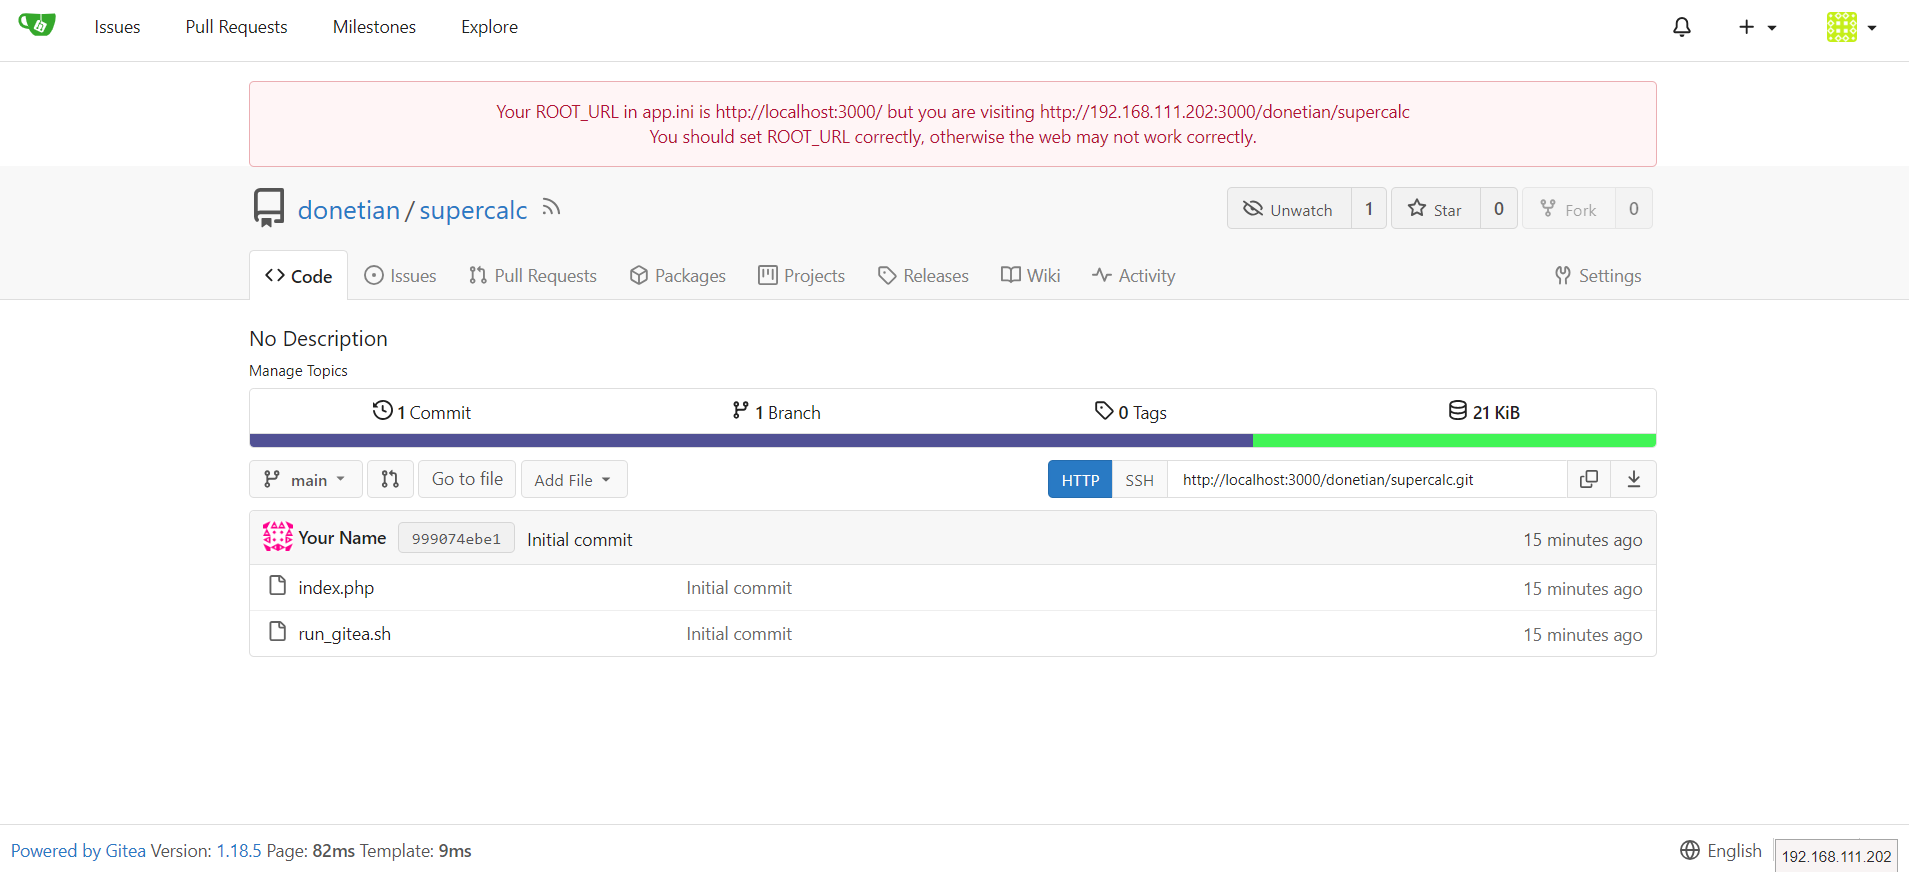 Issues Pull Requests Milestones Explore
Your ROOT_URL in app.ini is http://localhost:3000/ but you are visiting http://192.168.111.202:3000/donetian/supercalc
You should set ROOT_URL correctly, otherwise the web may not work correctly.
donetian / supercalc Unwatch 1 Star 0 Fork 0
Code Issues Pull Requests Packages Projects Releases Wiki Activity Settings
No Description
Manage Topics
1 Commit 1 Branch 0 Tags 21 KiB
main Go to file Add File HTTP SSH http://localhost:3000/donetian/supercalc.git
Your Name 999074ebe1 Initial commit 15 minutes ago
index.php Initial commit 15 minutes ago
run_gitea.sh Initial commit 15 minutes ago
Powered by Gitea Version: 1.18.5 Page: 82ms Template: 9ms English 192.168.111.202